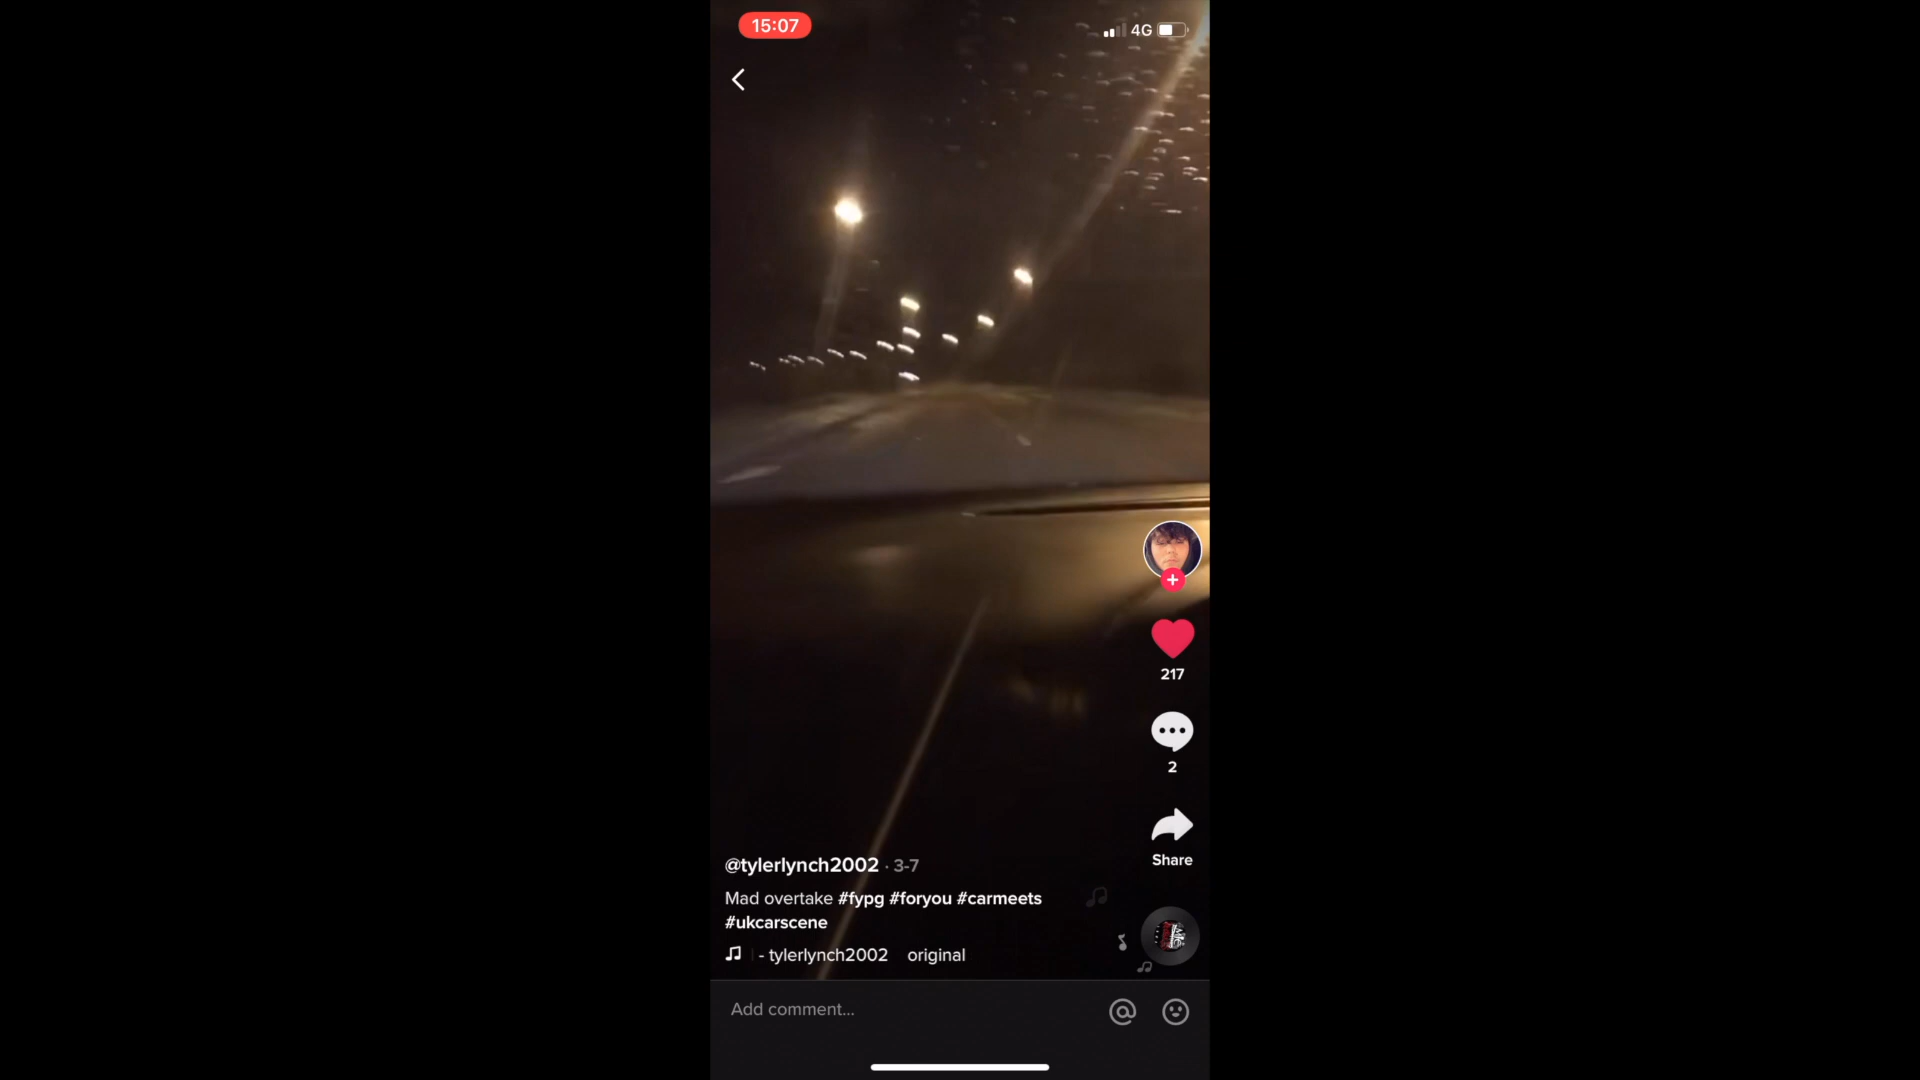 15:07
4G
217
2
Share
@tylerlynch2002 · 3-7
Mad overtake #fypg #foryou #carmeets
#ukcarscene
- tylerlynch2002 original
Add comment...